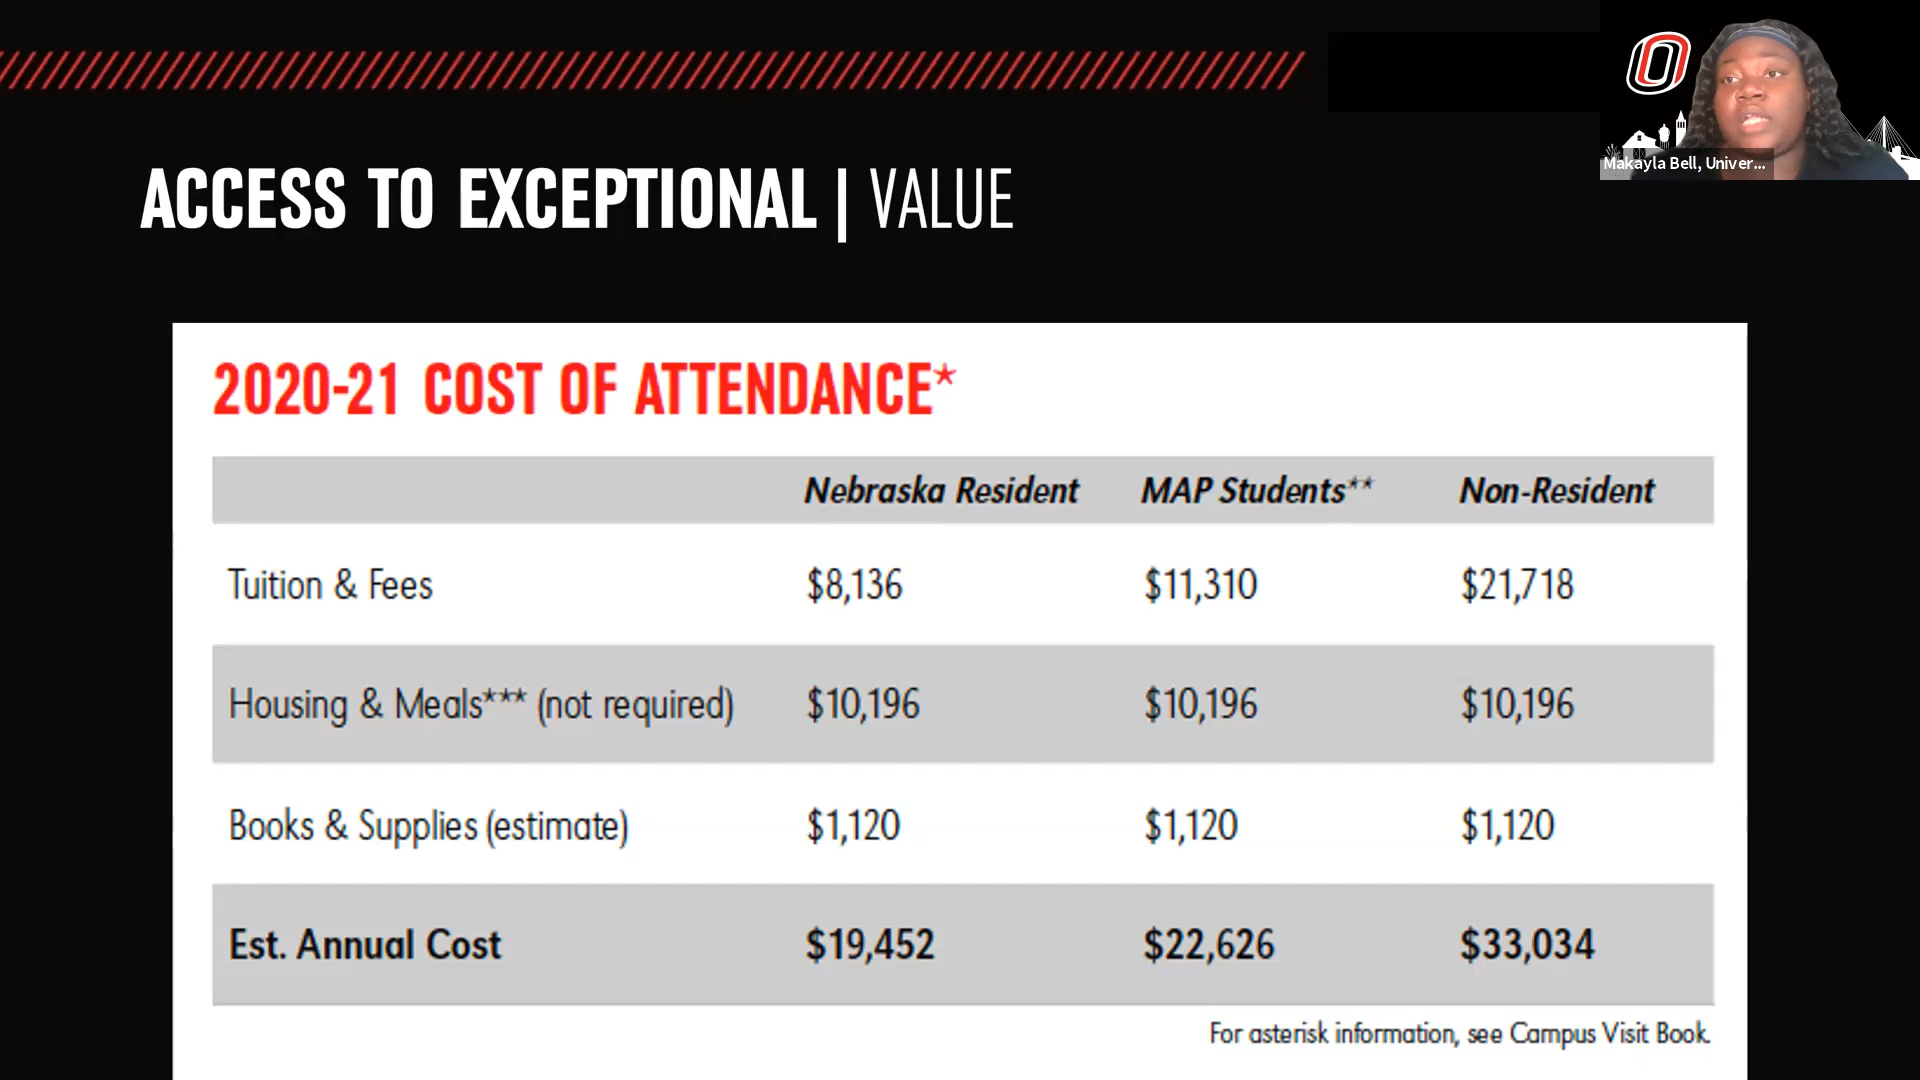 ACCESS TO EXCEPTIONAL | VALUE
O
Makayla Bell, Univer...
2020-21 COST OF ATTENDANCE*
Nebraska Resident MAP Students** Non-Resident
Tuition & Fees $8,136 $11,310 $21,718
Housing & Meals*** (not required) $10,196 $10,196 $10,196
Books & Supplies (estimate) $1,120 $1,120 $1,120
Est. Annual Cost $19,452 $22,626 $33,034
For asterisk information, see Campus Visit Book.